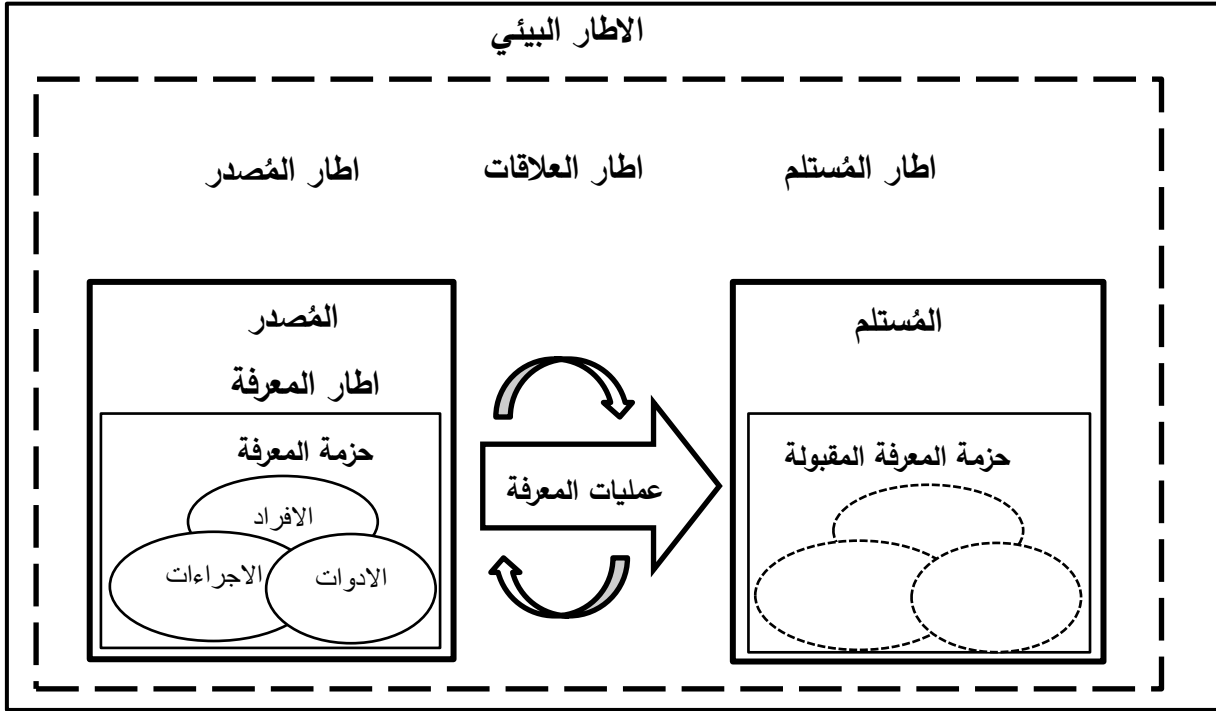 الاطار البيئي
اطار المُستلم
اطار العلاقات
اطار المُصدر
المُستلم
حزمة المعرفة المقبولة
عمليات المعرفة
المُصدر
اطار المعرفة
حزمة المعرفة
الافراد
الادوات
الاجراءات